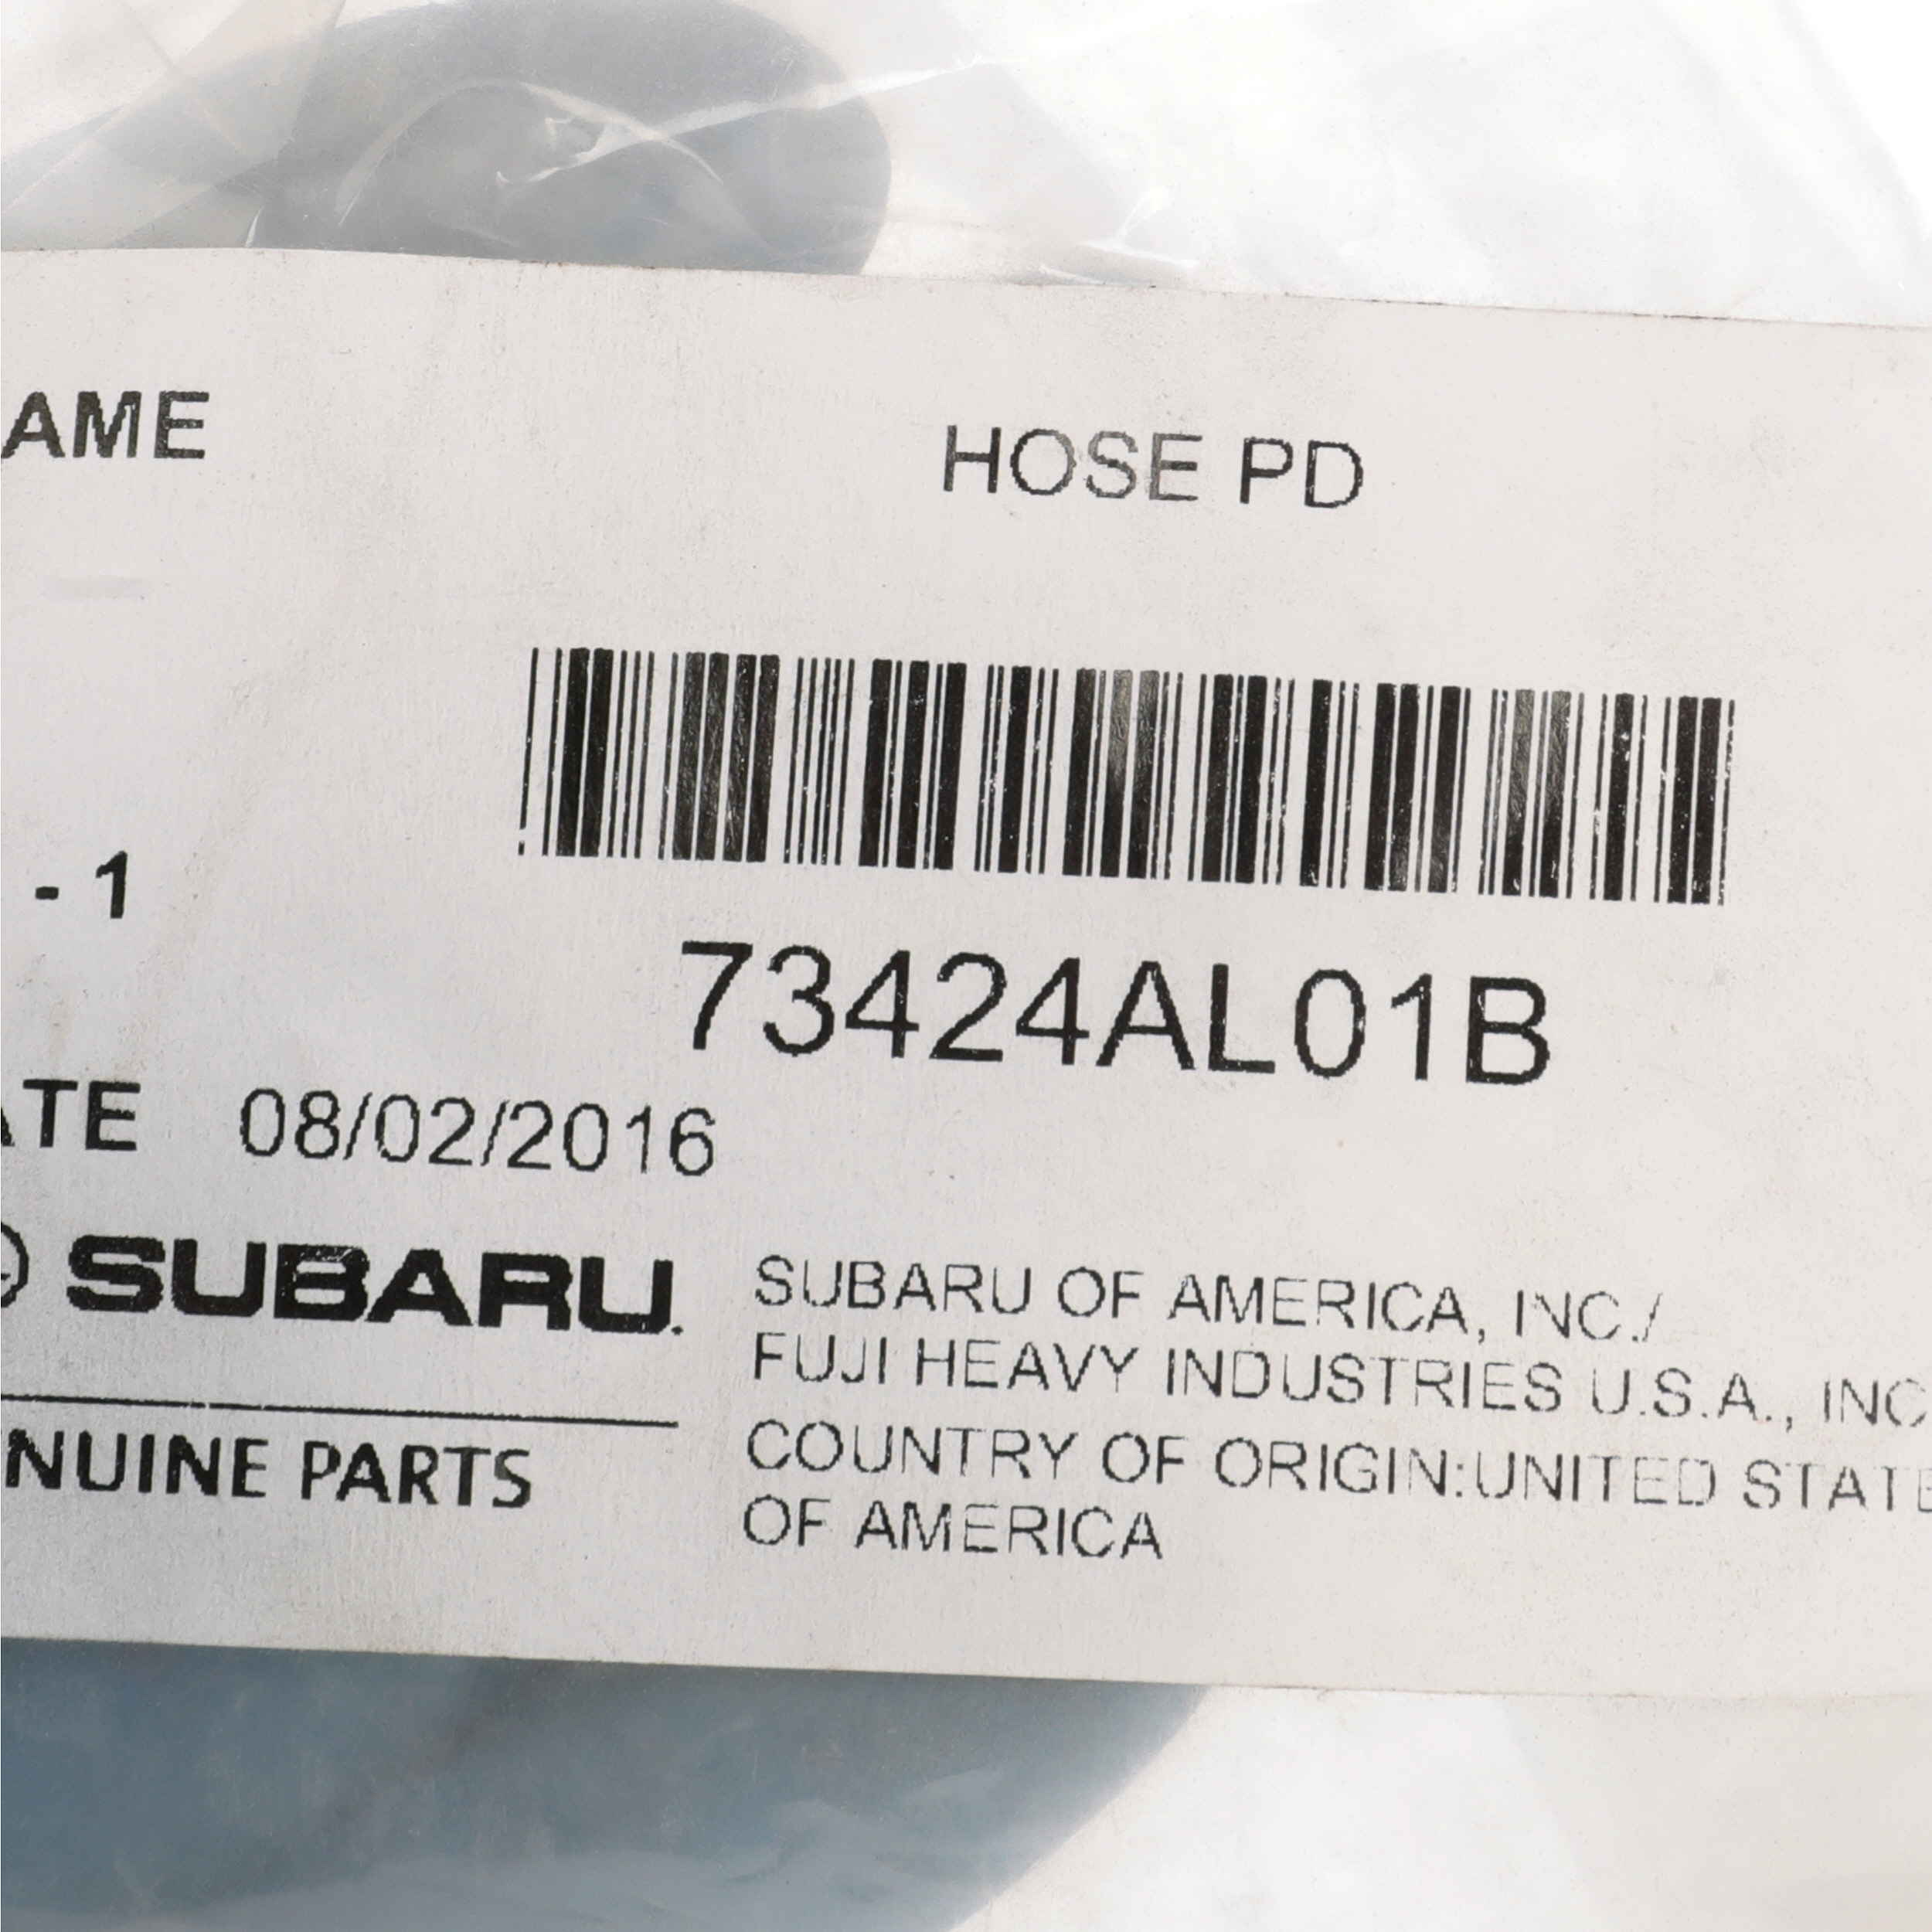 AME HOSE PD
- 1
73424AL01B
ATE 08/02/2016
SUBARU.
NUINE PARTS
SUBARU OF AMERICA, INC./
FUJI HEAVY INDUSTRIES U.S.A., INC
COUNTRY OF ORIGIN:UNITED STATE
OF AMERICA